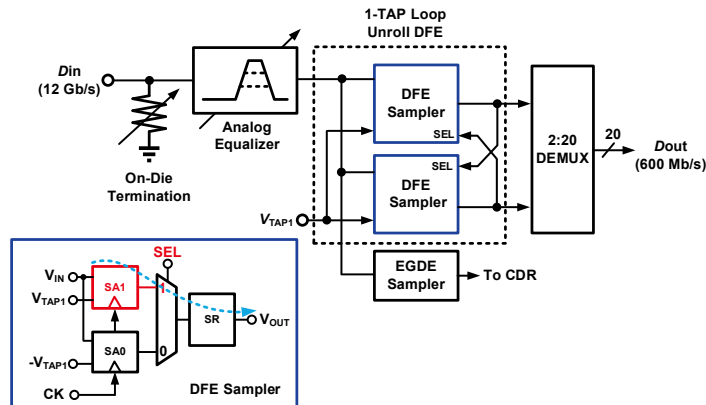 1-TAP Loop
Unroll DFE
Din
(12 Gb/s)
Analog
Equalizer
On-Die
Termination
DFE
Sampler
SEL
SEL
DFE
Sampler
VTAP1
2:20
DEMUX
20
Dout
(600 Mb/s)
EGDE
Sampler
To CDR
SEL
VIN
SA1
1
VTAP1
SR
VOUT
SA0
0
-VTAP1
CK
DFE Sampler